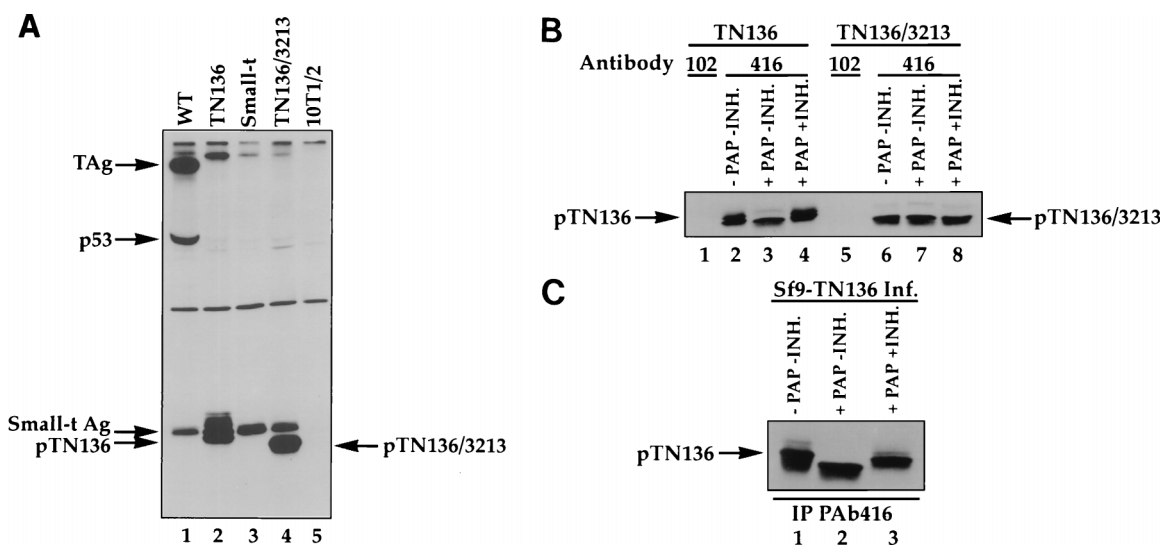 A
WT
TN136
Small-t
TN136/3213
10T1/2
TAg
p53
Small-t Ag
pTN136
pTN136/3213
1 2 3 4 5
B
TN136 TN136/3213
Antibody 102 416 102 416
- PAP -INH.
+ PAP -INH.
+ PAP +INH.
- PAP -INH.
+ PAP -INH.
+ PAP +INH.
pTN136 pTN136/3213
1 2 3 4 5 6 7 8
C
Sf9-TN136 Inf.
- PAP -INH.
+ PAP -INH.
+ PAP +INH.
pTN136
IP PAb416
1 2 3